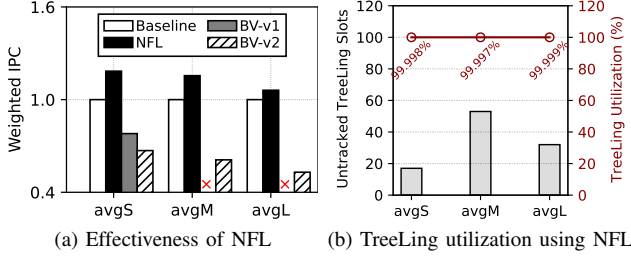 1.6
1.0
0.4
Weighted IPC
Baseline
NFL
BV-v1
BV-v2
avgS
avgM
avgL
(a) Effectiveness of NFL
120
100
80
60
40
20
0
Untracked TreeLing Slots
99.998%
99.997%
99.999%
120
100
80
60
40
20
0
TreeLing Utilization (%)
avgS
avgM
avgL
(b) TreeLing utilization using NFL